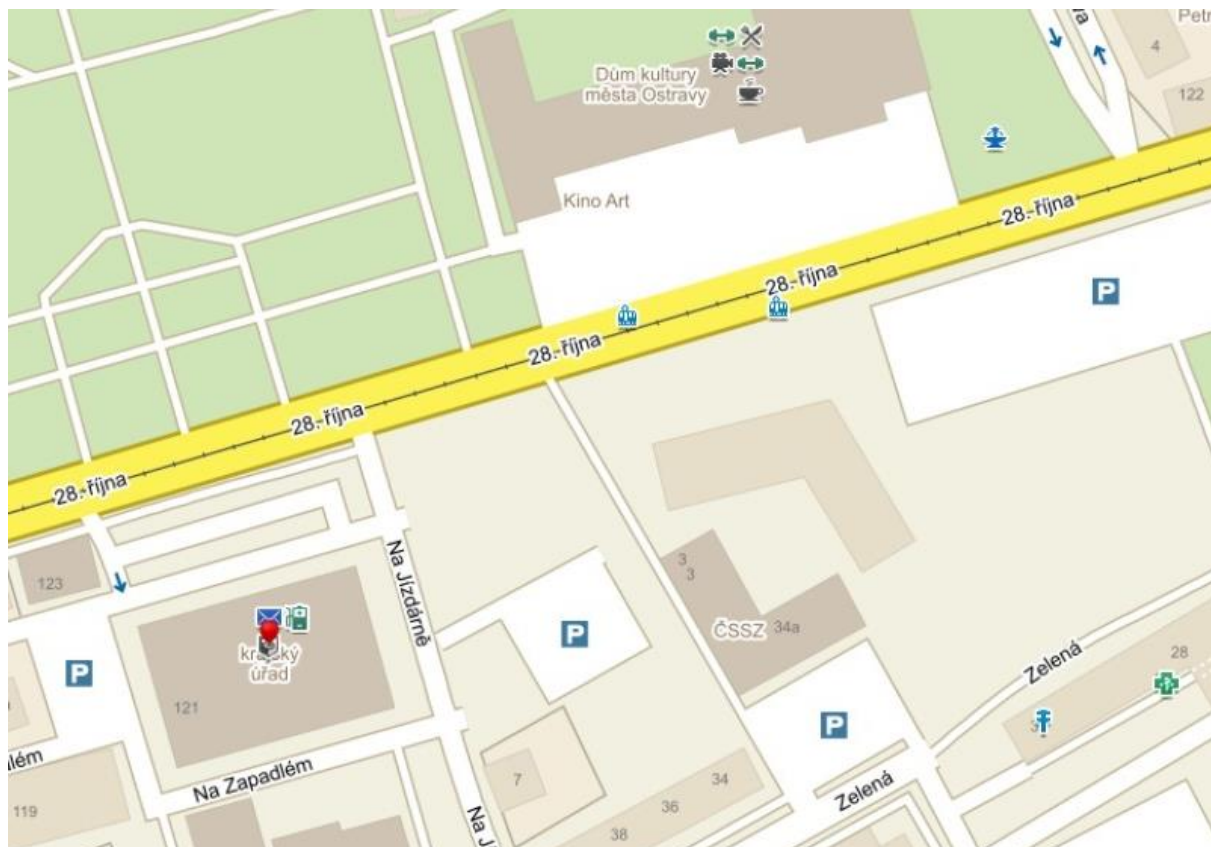 Dům kultury
města Ostravy
4
122
Kino Art
28. října
28. října
28. října
28. října
28. října
P
123
Na Jízdárně
3
3
ČSSZ
34a
P
krajský
úřad
P
121
Zelená
28
P
Na Zapadlém
7
34
36
38
Zelená
119